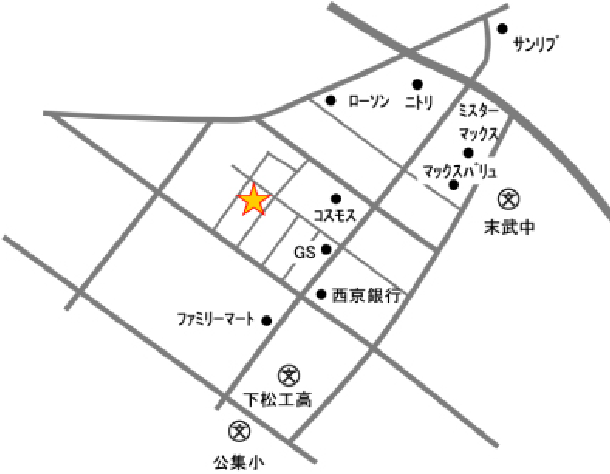 サンリブ
ローソン
ニトリ
ミスター
マックス
マックスバリュ
コスモス
末武中
GS
西京銀行
ファミリーマート
下松工高
公集小